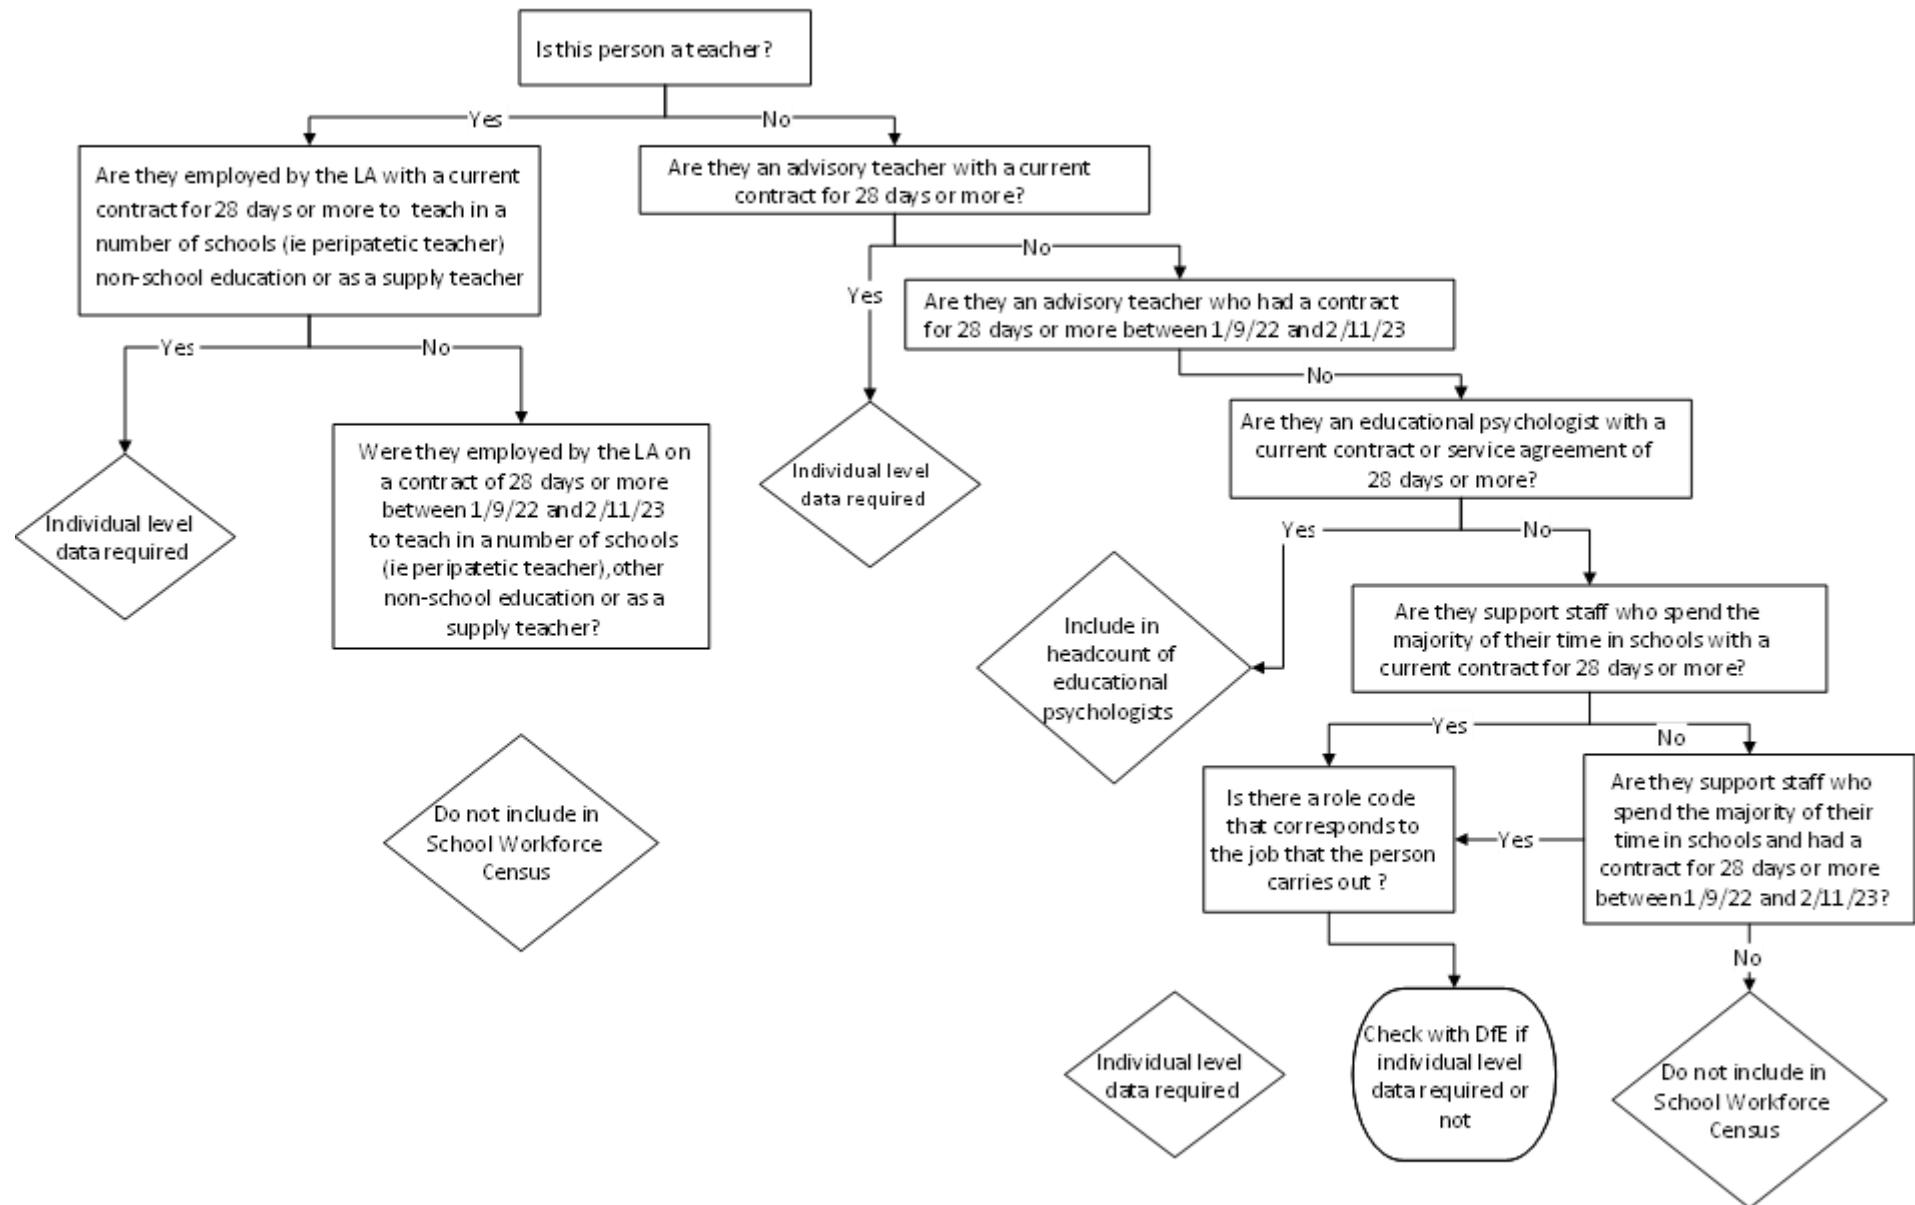 Is this person a teacher?
Yes
No
Are they employed by the LA with a current
contract for 28 days or more to teach in a
number of schools (ie peripatetic teacher)
non-school education or as a supply teacher
Are they an advisory teacher with a current
contract for 28 days or more?
No
Yes
Are they an advisory teacher who had a contract
for 28 days or more between 1/9/22 and 2/11/23
Yes
No
No
Individual level
data required
Were they employed by the LA on
a contract of 28 days or more
between 1/9/22 and 2/11/23
to teach in a number of schools
(ie peripatetic teacher), other
non-school education or as a
supply teacher?
Individual level
data required
Are they an educational psychologist with a
current contract or service agreement of
28 days or more?
Yes
No
Include in
headcount of
educational
psychologists
Are they support staff who spend the
majority of their time in schools with a
current contract for 28 days or more?
Yes
No
Do not include in
School Workforce
Census
Is there a role code
that corresponds to
the job that the person
carries out ?
Yes
Are they support staff who
spend the majority of their
time in schools and had a
contract for 28 days or more
between 1/9/22 and 2/11/23?
No
Individual level
data required
Check with DfE if
individual level
data required or
not
Do not include in
School Workforce
Census